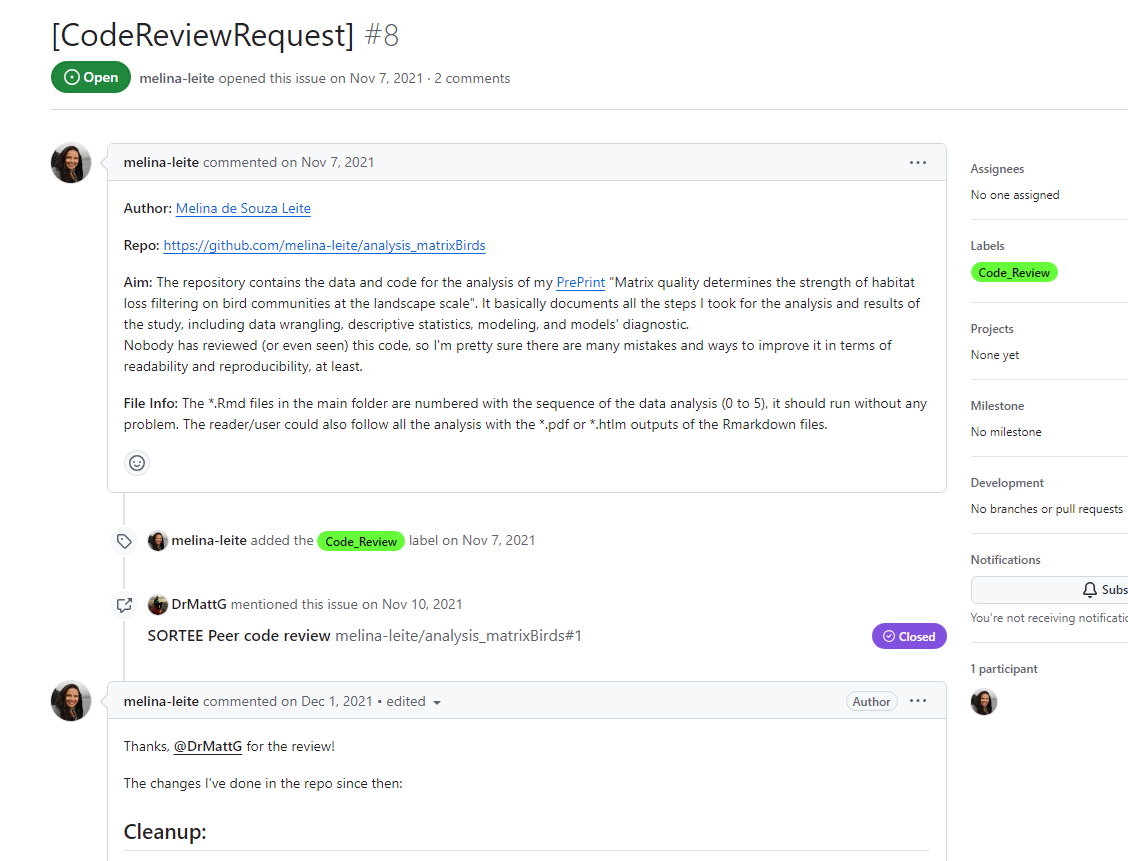 [CodeReviewRequest] #8
Open
melina-leite opened this issue on Nov 7, 2021 · 2 comments
melina-leite commented on Nov 7, 2021
Author: Melina de Souza Leite
Repo: https://github.com/melina-leite/analysis_matrixBirds
Aim: The repository contains the data and code for the analysis of my PrePrint "Matrix quality determines the strength of habitat
loss filtering on bird communities at the landscape scale". It basically documents all the steps I took for the analysis and results of
the study, including data wrangling, descriptive statistics, modeling, and models' diagnostic.
Nobody has reviewed (or even seen) this code, so I'm pretty sure there are many mistakes and ways to improve it in terms of
readability and reproducibility, at least.
File Info: The *.Rmd files in the main folder are numbered with the sequence of the data analysis (0 to 5), it should run without any
problem. The reader/user could also follow all the analysis with the *.pdf or *.htlm outputs of the Rmarkdown files.
melina-leite added the Code_Review label on Nov 7, 2021
DrMattG mentioned this issue on Nov 10, 2021
SORTEE Peer code review melina-leite/analysis_matrixBirds#1
Closed
melina-leite commented on Dec 1, 2021 • edited
Author
Thanks, @DrMattG for the review!
The changes I've done in the repo since then:
Cleanup:
Assignees
No one assigned
Labels
Code_Review
Projects
None yet
Milestone
No milestone
Development
No branches or pull requests
Notifications
Subs
You're not receiving notificatio
1 participant